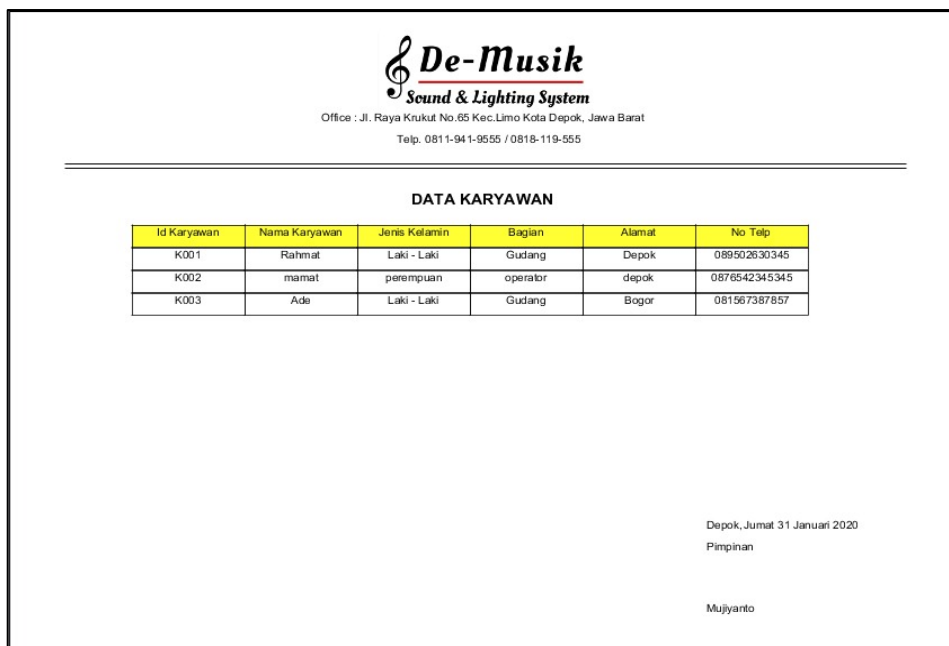 De-Musik
Sound & Lighting System
Office : Jl. Raya Krukut No.65 Kec.Limo Kota Depok, Jawa Barat
Telp. 0811-941-9555 / 0818-119-555
DATA KARYAWAN
Id Karyawan Nama Karyawan Jenis Kelamin Bagian Alamat No Telp
K001 Rahmat Laki - Laki Gudang Depok 089502630345
K002 mamat perempuan operator depok 0876542345345
K003 Ade Laki - Laki Gudang Bogor 081567387857
Depok, Jumat 31 Januari 2020
Pimpinan
Mujiyanto